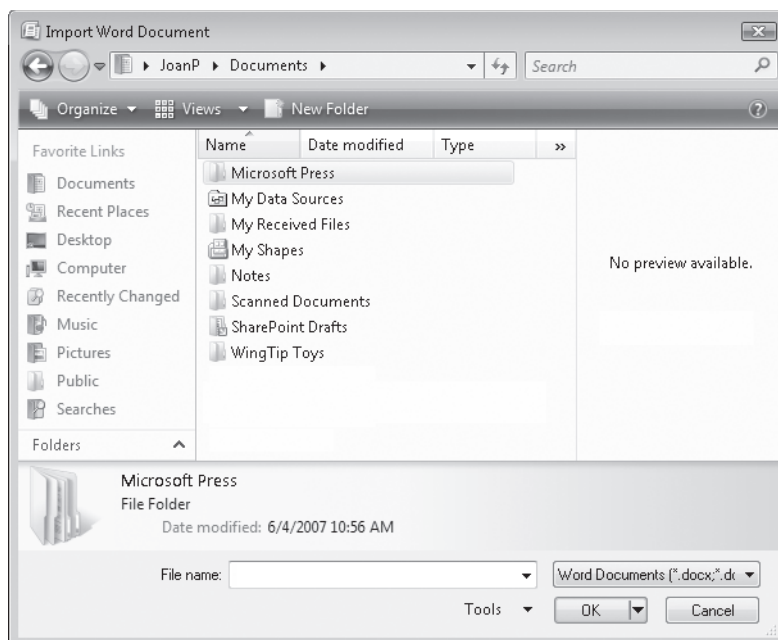 Import Word Document
JoanP Documents Search
Organize Views New Folder
Favorite Links
Documents
Recent Places
Desktop
Computer
Recently Changed
Music
Pictures
Public
Searches
Folders
Name Date modified Type »
Microsoft Press
My Data Sources
My Received Files
My Shapes
Notes
Scanned Documents
SharePoint Drafts
WingTip Toys
No preview available.
Microsoft Press
File Folder
Date modified: 6/4/2007 10:56 AM
File name: Word Documents (*.docx;*.dc
Tools OK Cancel